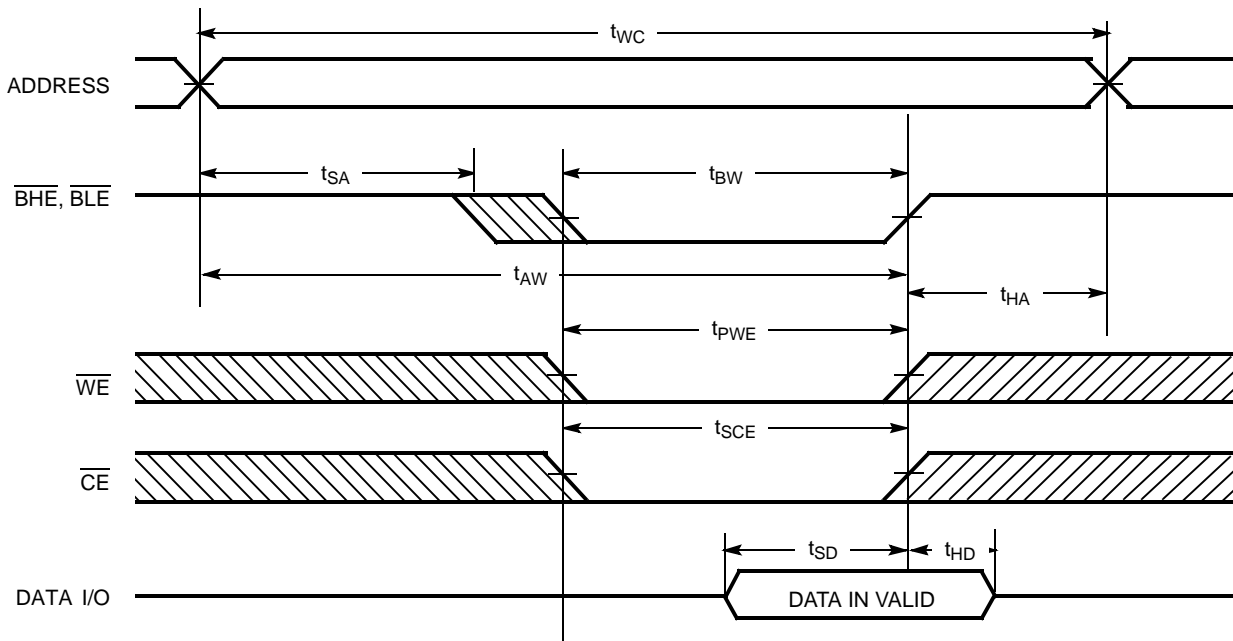 tWC
ADDRESS
tSA
tBW
BHE, BLE
tAW
tHA
tPWE
WE
tSCE
CE
tSD
tHD
DATA I/O
DATA IN VALID